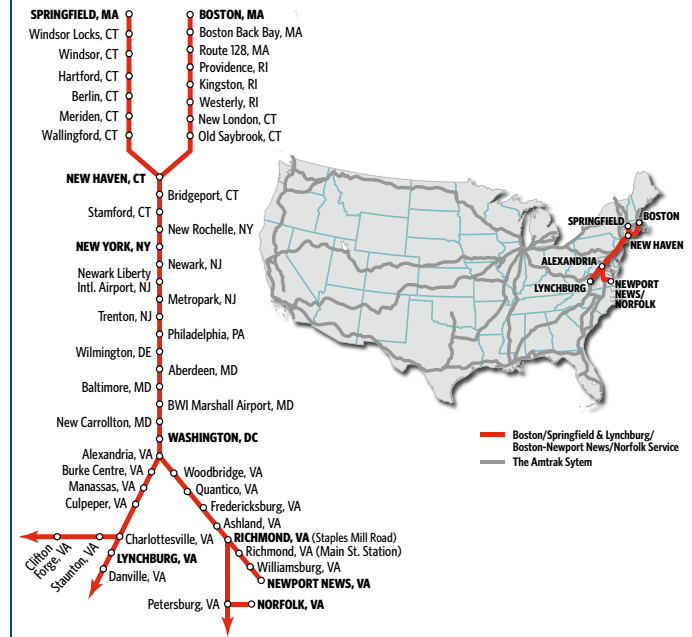 SPRINGFIELD, MA
Windsor Locks, CT
Windsor, CT
Hartford, CT
Berlin, CT
Meriden, CT
Wallingford, CT
BOSTON, MA
Boston Back Bay, MA
Route 128, MA
Providence, RI
Kingston, RI
Westerly, RI
New London, CT
Old Saybrook, CT
NEW HAVEN, CT
Bridgeport, CT
Stamford, CT
New Rochelle, NY
NEW YORK, NY
Newark, NJ
Newark Liberty
Intl. Airport, NJ
Metropark, NJ
Trenton, NJ
Philadelphia, PA
Wilmington, DE
Aberdeen, MD
Baltimore, MD
BWI Marshall Airport, MD
New Carrollton, MD
WASHINGTON, DC
Alexandria, VA
Burke Centre, VA
Manassas, VA
Culpeper, VA
Charlottesville, VA
Clifton
Forge, VA
Staunton, VA
LYNCHBURG, VA
Danville, VA
Woodbridge, VA
Quantico, VA
Fredericksburg, VA
Ashland, VA
RICHMOND, VA (Staples Mill Road)
Richmond, VA (Main St. Station)
Williamsburg, VA
NEWPORT NEWS, VA
Petersburg, VA
NORFOLK, VA
SPRINGFIELD
BOSTON
NEW HAVEN
ALEXANDRIA
LYNCHBURG
NEWPORT
NEWS/
NORFOLK
Boston/Springfield & Lynchburg/
Boston-Newport News/Norfolk Service
The Amtrak Sytem